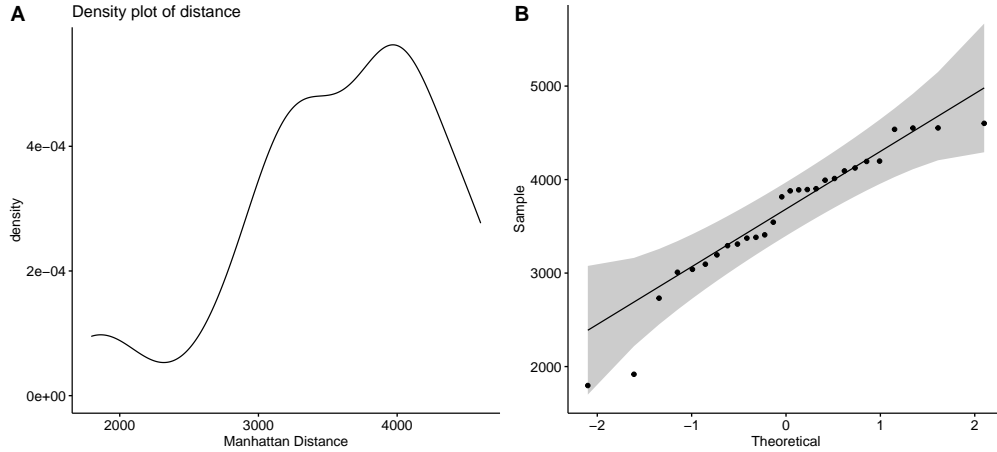 A
Density plot of distance
density
4e−04
2e−04
0e+00
2000
3000
4000
Manhattan Distance
B
Sample
5000
4000
3000
2000
−2
−1
0
1
2
Theoretical